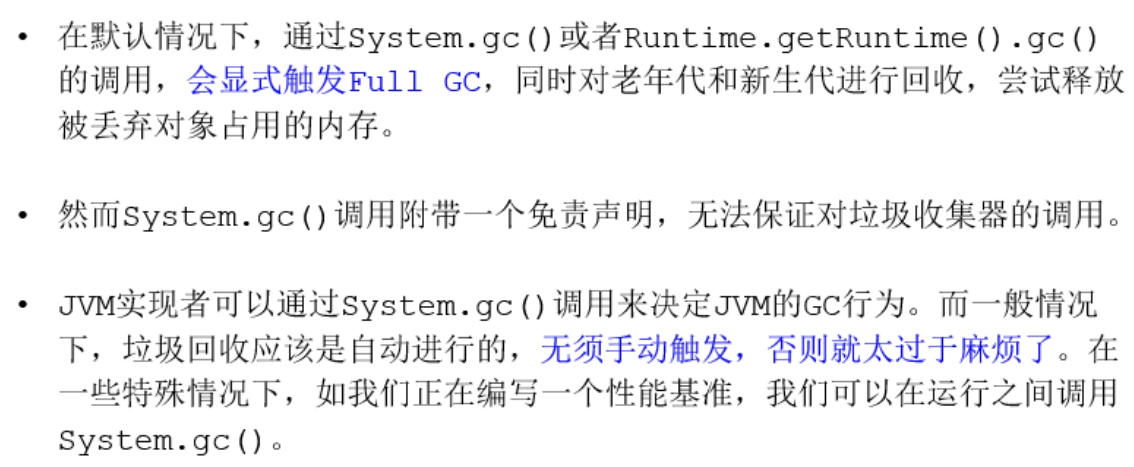 • 在默认情况下，通过System.gc()或者Runtime.getRuntime().gc()
的调用，会显式触发Full GC，同时对老年代和新生代进行回收，尝试释放
被丢弃对象占用的内存。
• 然而System.gc()调用附带一个免责声明，无法保证对垃圾收集器的调用。
• JVM实现者可以通过System.gc()调用来决定JVM的GC行为。而一般情况
下，垃圾回收应该是自动进行的，无须手动触发，否则就太过于麻烦了。在
一些特殊情况下，如我们正在编写一个性能基准，我们可以在运行之间调用
System.gc()。